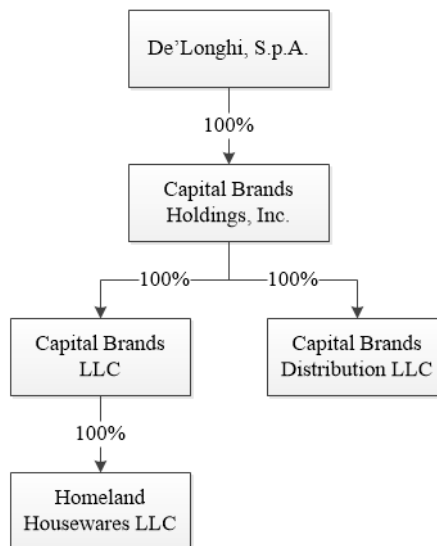 De’Longhi, S.p.A.
100%
Capital Brands
Holdings, Inc.
100%
100%
Capital Brands
LLC
Capital Brands
Distribution LLC
100%
Homeland
Housewares LLC